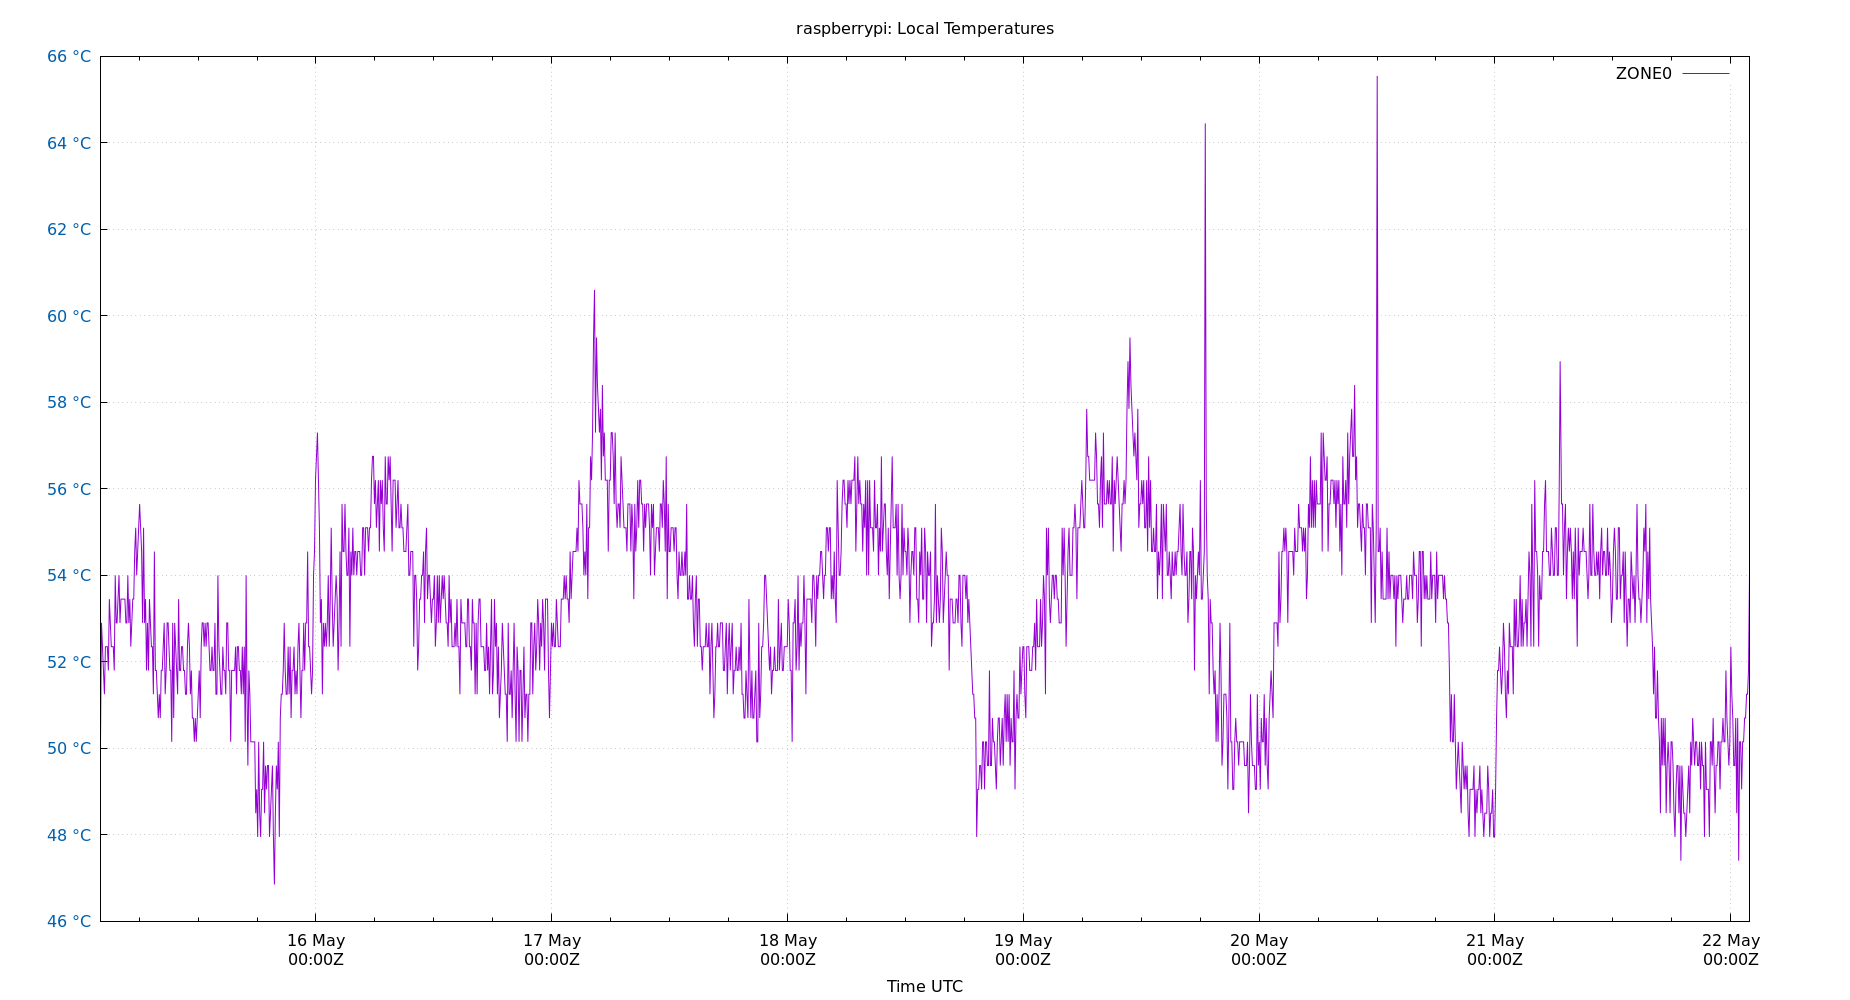 raspberrypi: Local Temperatures
ZONE0
66 °C
64 °C
62 °C
60 °C
58 °C
56 °C
54 °C
52 °C
50 °C
48 °C
46 °C
16 May
00:00Z
17 May
00:00Z
18 May
00:00Z
19 May
00:00Z
20 May
00:00Z
21 May
00:00Z
22 May
00:00Z
Time UTC